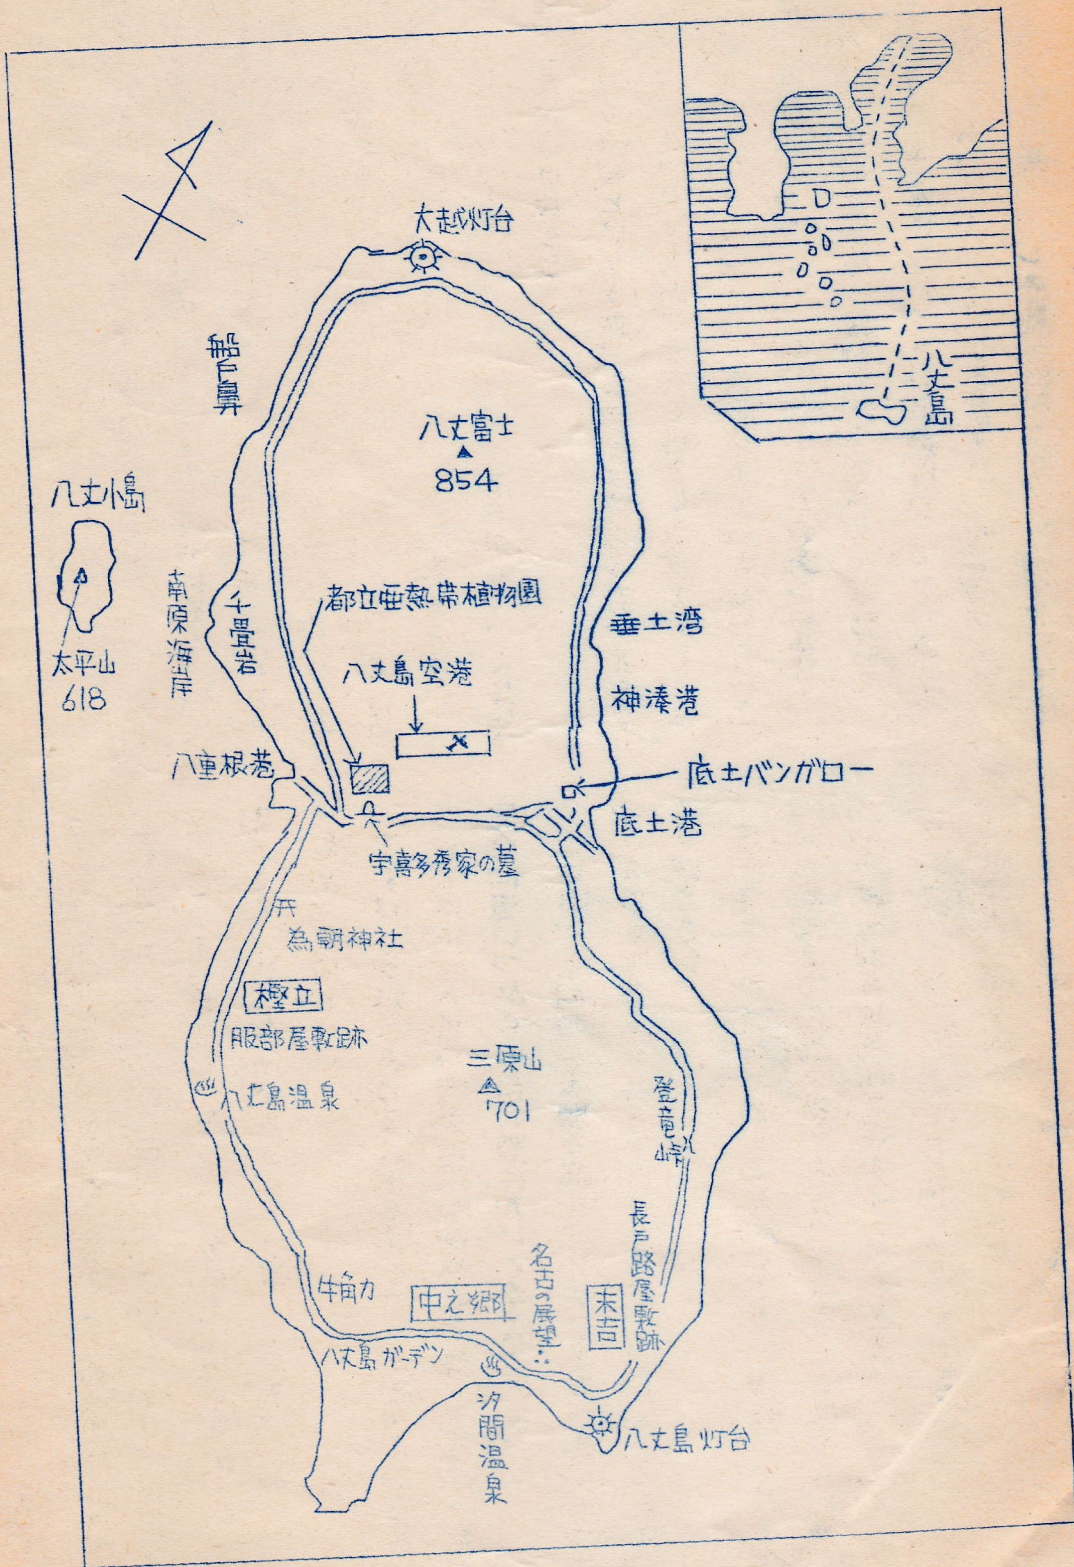 大越灯台
八丈島
船戸鼻
八丈富士
854
八丈小島
太平山
618
南原海岸
千畳岩
都立亜熱帯植物園
八丈島空港
垂土湾
神湊港
八重根港
底土バンガロー
底土港
宇喜多秀家の墓
為朝神社
樫立
服部屋敷跡
八丈島温泉
三原山
701
登竜峠
長戸路屋敷跡
名古の展望
末吉
中之郷
牛角力
八丈島ガーデン
汐間温泉
八丈島灯台